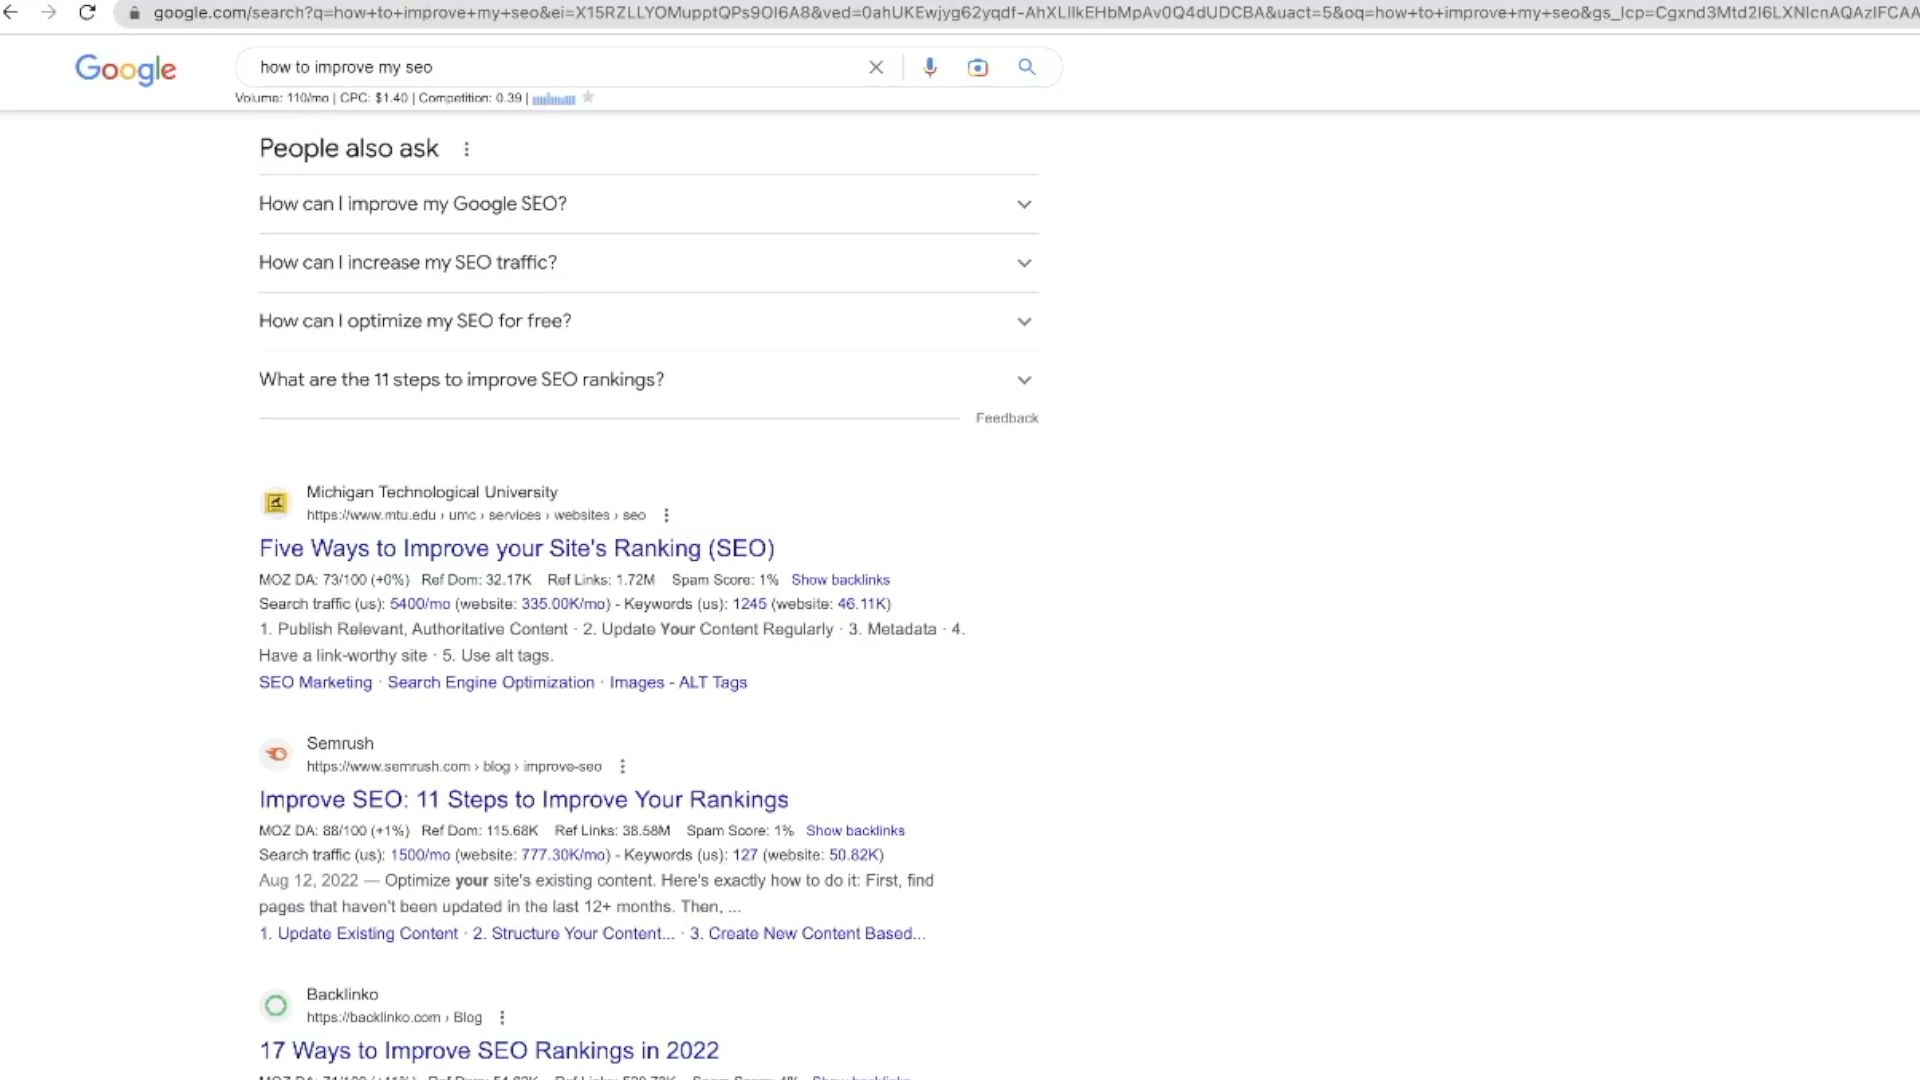 google.com/search?q=how+to+improve+my+seo&ei=X15RZLLYOMupptQPs9OI6A8&ved=0ahUKEwjyg62yqdf-AhXLlIkEHbMpAv0Q4dUDCBA&uact=5&oq=how+to+improve+my+seo&gs_lcp=Cgxnd3Mtd2l6LXNlcnAQAzIFCAA
Google
how to improve my seo
Volume: 110/mo | CPC: $1.40 | Competition: 0.39 |
People also ask
How can I improve my Google SEO?
How can I increase my SEO traffic?
How can I optimize my SEO for free?
What are the 11 steps to improve SEO rankings?
Feedback
Michigan Technological University
https://www.mtu.edu › umc › services › websites › seo
Five Ways to Improve your Site's Ranking (SEO)
MOZ DA: 73/100 (+0%) Ref Dom: 32.17K Ref Links: 1.72M Spam Score: 1% Show backlinks
Search traffic (us): 5400/mo (website: 335.00K/mo) - Keywords (us): 1245 (website: 46.11K)
1. Publish Relevant, Authoritative Content · 2. Update Your Content Regularly · 3. Metadata · 4.
Have a link-worthy site · 5. Use alt tags.
SEO Marketing · Search Engine Optimization · Images - ALT Tags
Semrush
https://www.semrush.com › blog › improve-seo
Improve SEO: 11 Steps to Improve Your Rankings
MOZ DA: 88/100 (+1%) Ref Dom: 115.68K Ref Links: 38.58M Spam Score: 1% Show backlinks
Search traffic (us): 1500/mo (website: 777.30K/mo) - Keywords (us): 127 (website: 50.82K)
Aug 12, 2022 — Optimize your site's existing content. Here's exactly how to do it: First, find
pages that haven't been updated in the last 12+ months. Then, ...
1. Update Existing Content · 2. Structure Your Content... · 3. Create New Content Based...
Backlinko
https://backlinko.com › Blog
17 Ways to Improve SEO Rankings in 2022
MOZ DA: Ref Dom: Ref Links: Spam Score: Show backlinks